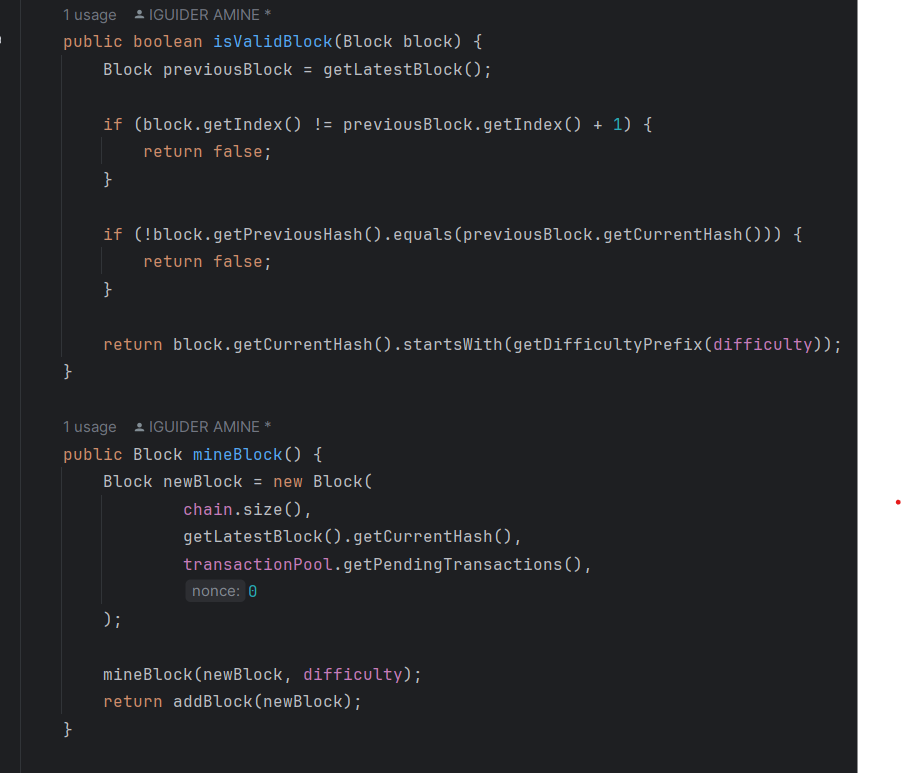 1 usage IGUIDER AMINE *
public boolean isValidBlock(Block block) {
Block previousBlock = getLatestBlock();
if (block.getIndex() != previousBlock.getIndex() + 1) {
return false;
}
if (!block.getPreviousHash().equals(previousBlock.getCurrentHash())) {
return false;
}
return block.getCurrentHash().startsWith(getDifficultyPrefix(difficulty));
}
1 usage IGUIDER AMINE *
public Block mineBlock() {
Block newBlock = new Block(
chain.size(),
getLatestBlock().getCurrentHash(),
transactionPool.getPendingTransactions(),
nonce: 0
);
mineBlock(newBlock, difficulty);
return addBlock(newBlock);
}